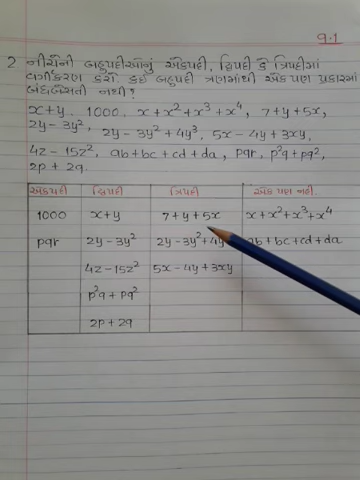 9.1
2 નીચેની બહુપદીઓનું એકપદી, દ્વિપદી કે ત્રિપદીમાં
વર્ગીકરણ કરો. કઈ બહુપદી ત્રણમાંથી એક પણ પ્રકારમાં
બંધબેસતી નથી?
x+y, 1000, x+x²+x³+x⁴, 7+y+5x,
2y-3y², 2y-3y²+4y³, 5x-4y+3xy,
4z-15z², ab+bc+cd+da, pqr, p²q+pq²,
2p+2q.
એકપદી દ્વિપદી ત્રિપદી એક પણ નહી.
1000 x+y 7+y+5x x+x²+x³+x⁴
pqr 2y-3y² 2y-3y²+4y ab+bc+cd+da
4z-15z² 5x-4y+3xy
p²q+pq²
2p+2q